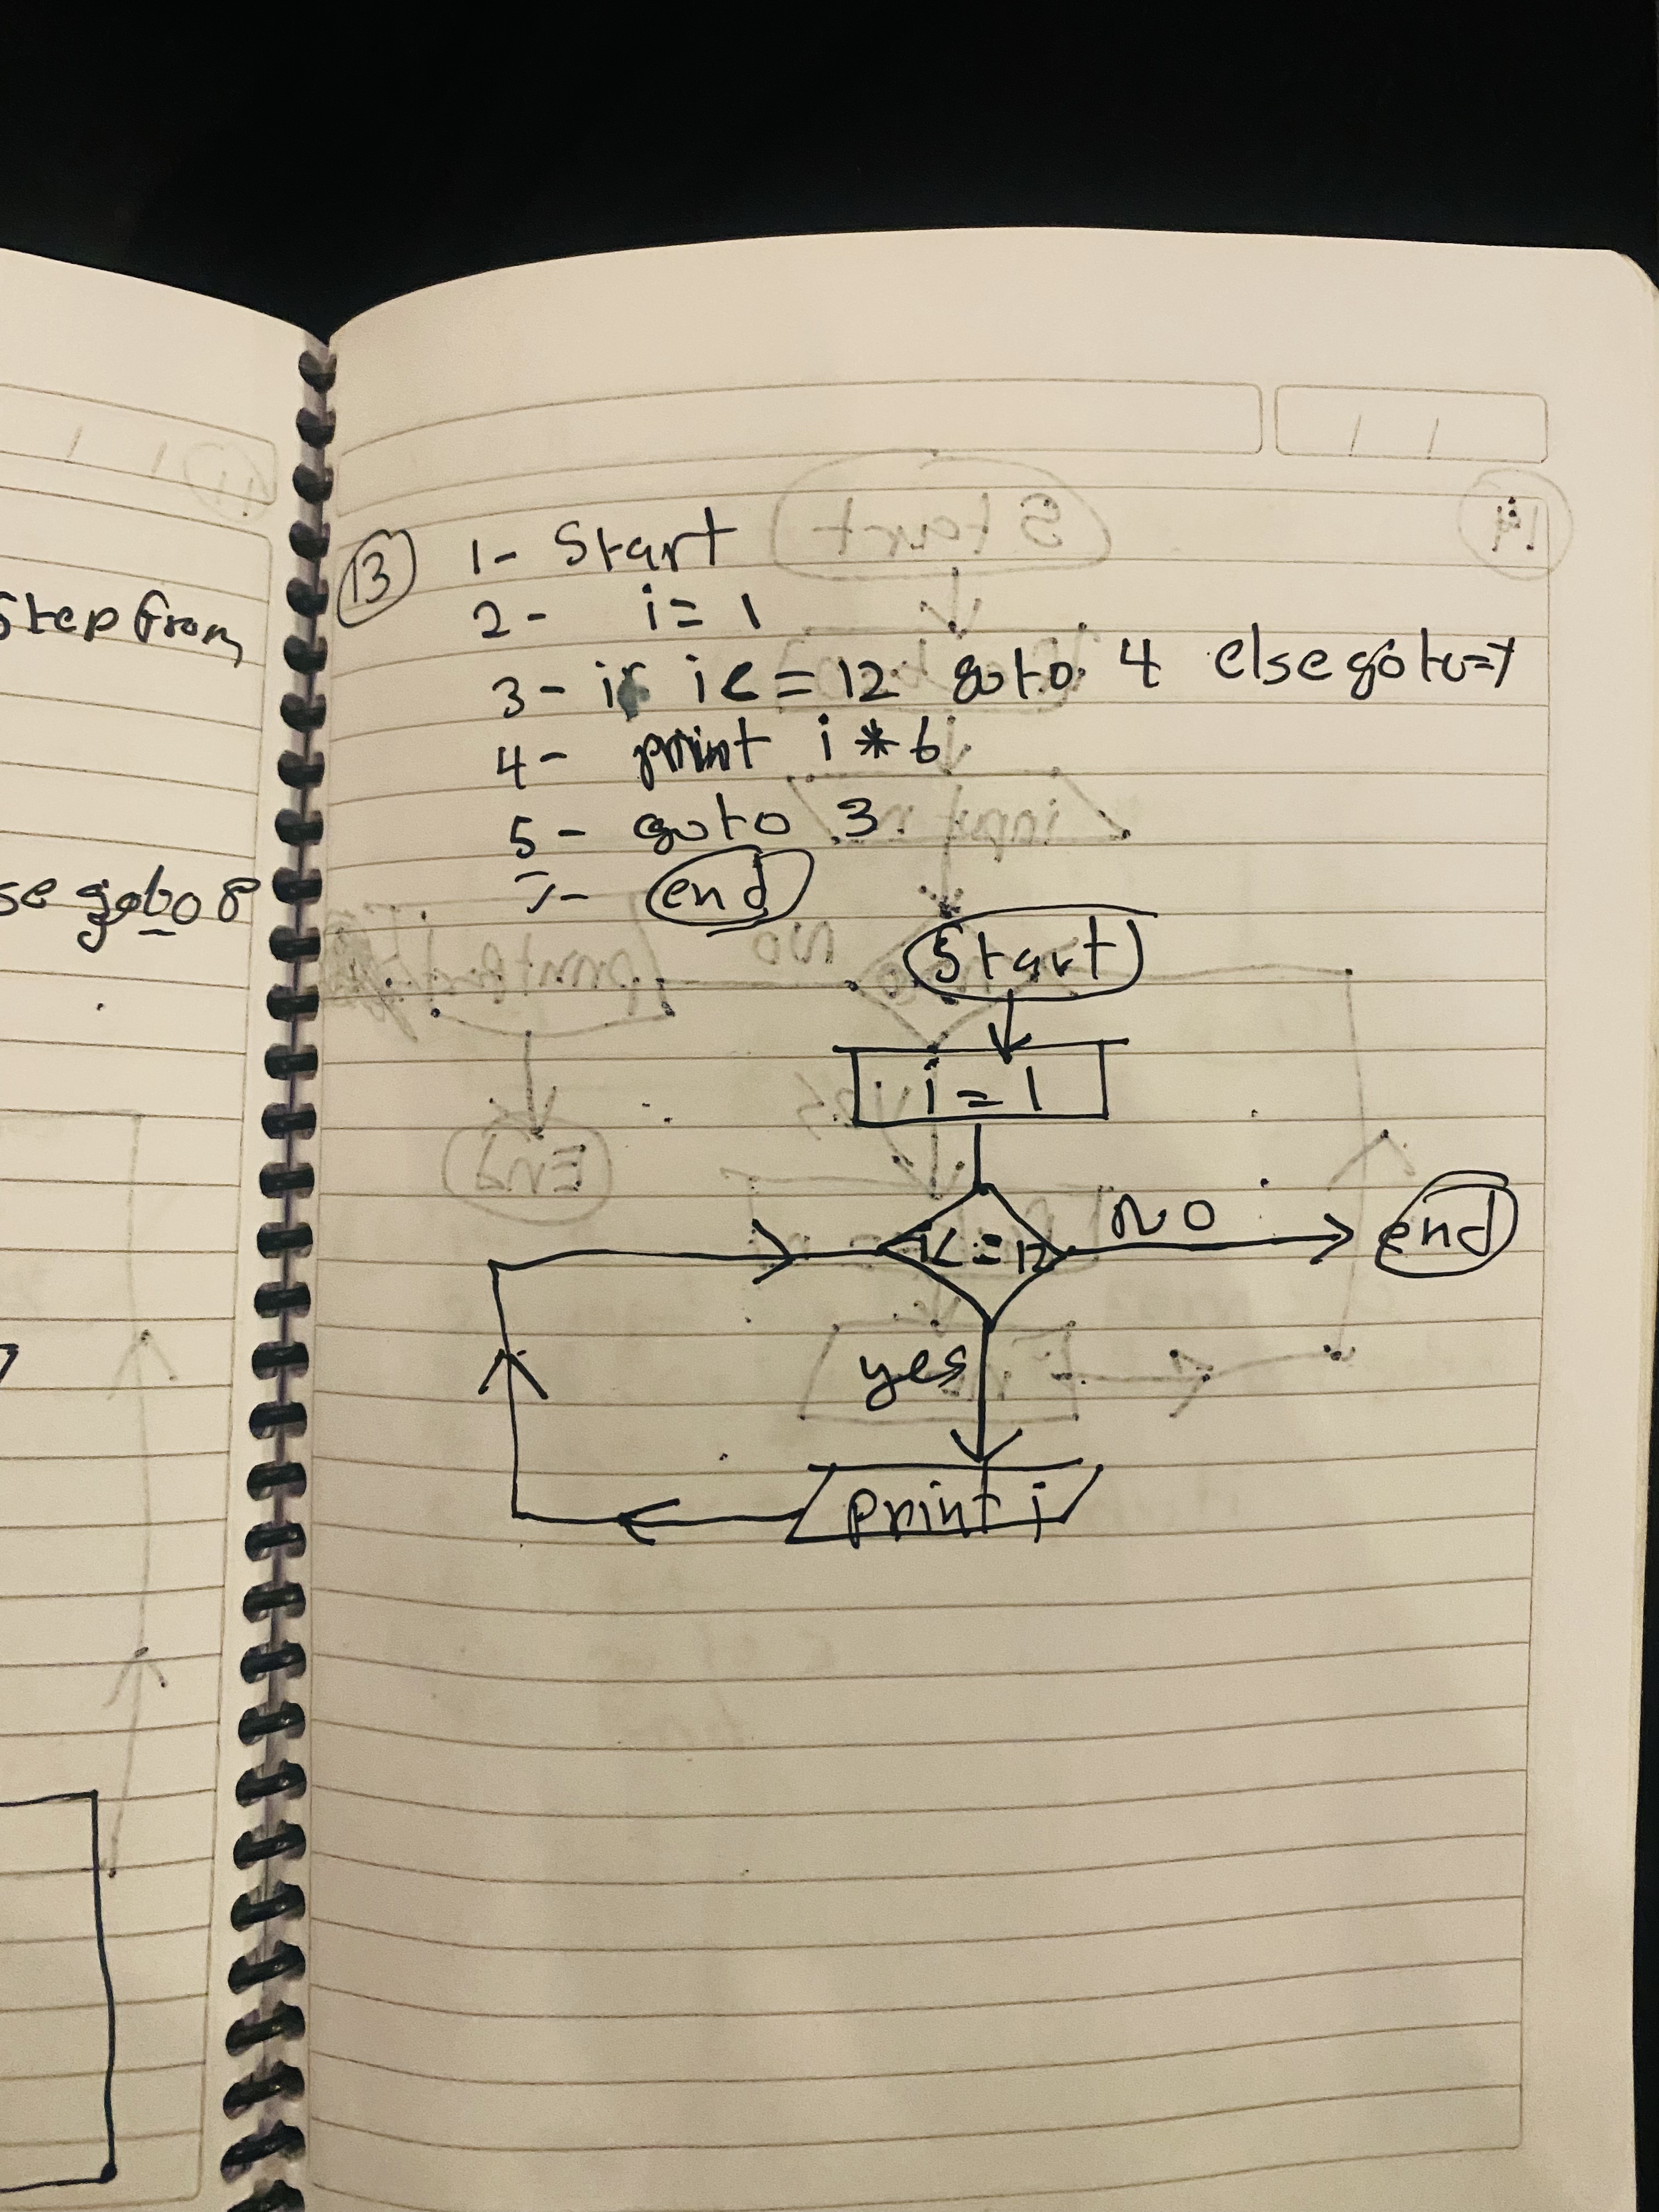 Step from
se goto 8
13
1- Start
2- i = 1
3- if i <= 12 goto 4 else goto 7
4- print i * 6
5- goto 3
7- end
Start
i = 1
i <= 12
no
end
yes
print i